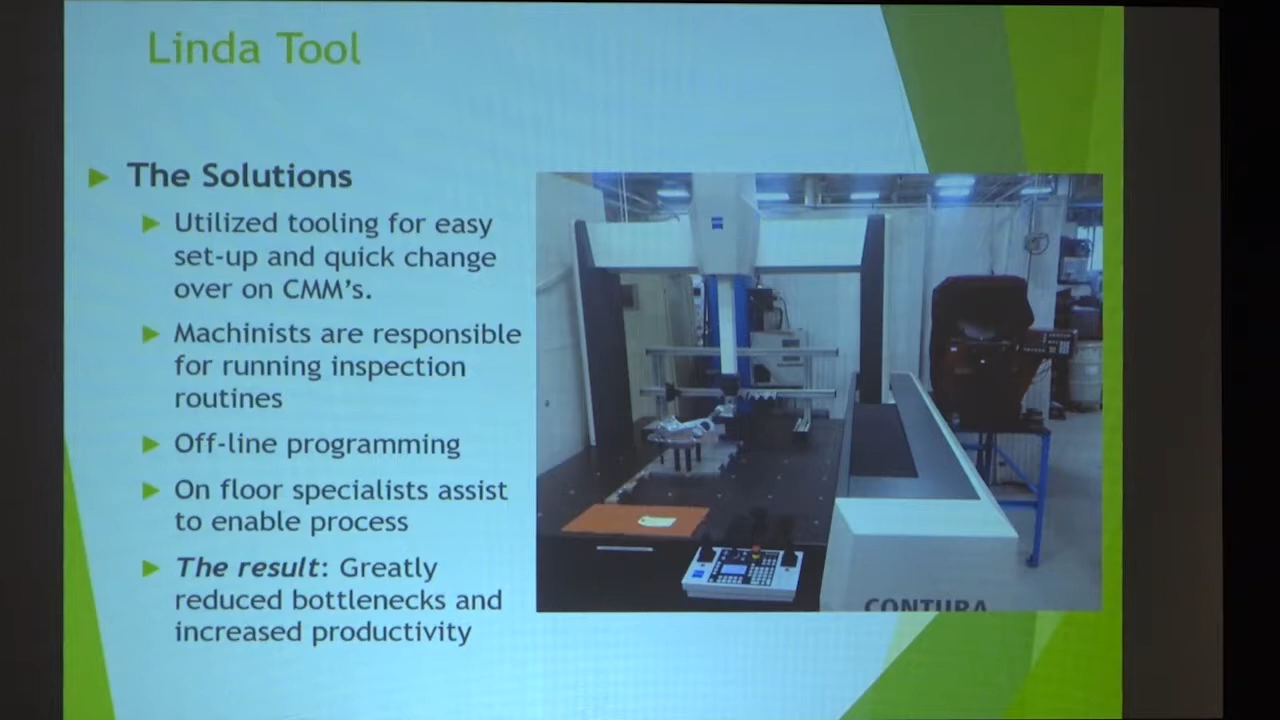 Linda Tool
The Solutions
Utilized tooling for easy
set-up and quick change
over on CMM's.
Machinists are responsible
for running inspection
routines
Off-line programming
On floor specialists assist
to enable process
The result: Greatly
reduced bottlenecks and
increased productivity
CONTURA